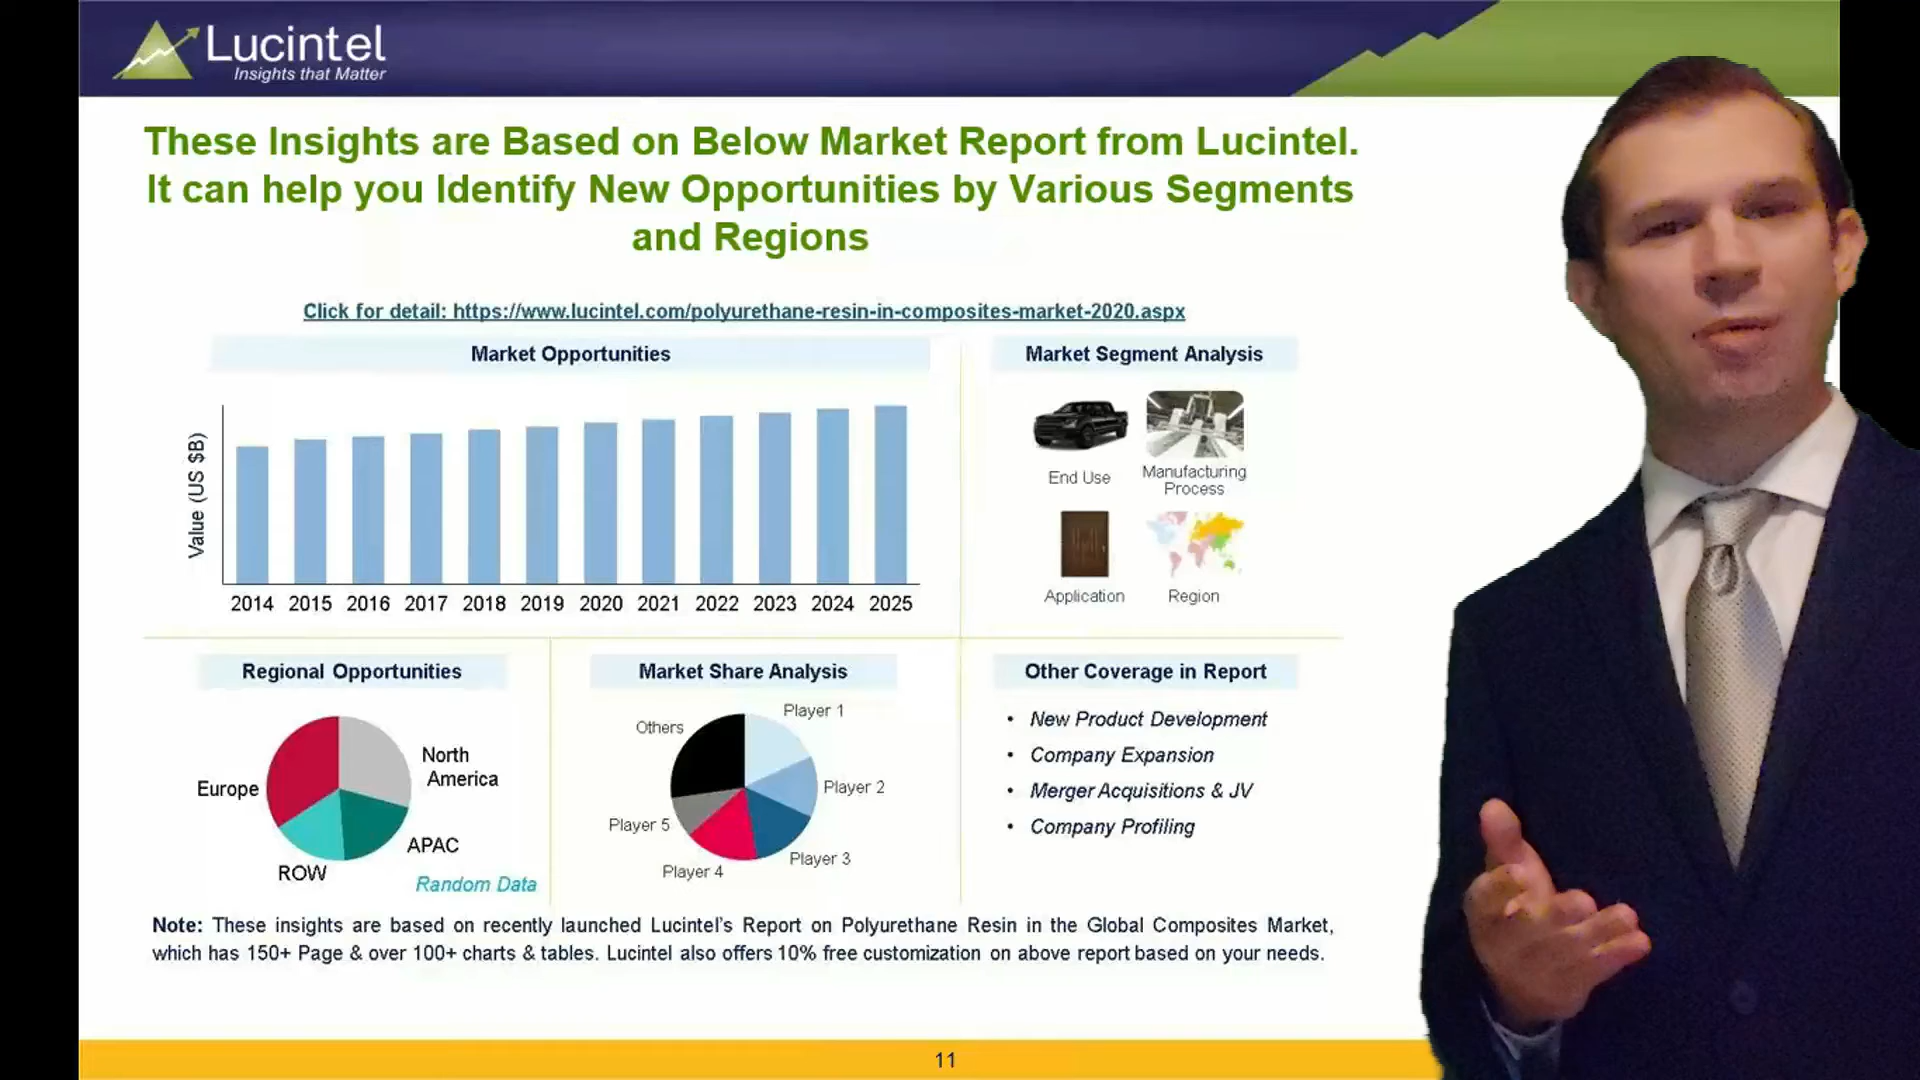 Lucintel
Insights that Matter
These Insights are Based on Below Market Report from Lucintel.
It can help you Identify New Opportunities by Various Segments
and Regions
Click for detail: https://www.lucintel.com/polyurethane-resin-in-composites-market-2020.aspx
Market Opportunities
Value (US $B)
2014 2015 2016 2017 2018 2019 2020 2021 2022 2023 2024 2025
Market Segment Analysis
End Use
Manufacturing
Process
Application
Region
Regional Opportunities
North
America
Europe
APAC
ROW
Random Data
Market Share Analysis
Player 1
Others
Player 2
Player 5
Player 3
Player 4
Other Coverage in Report
• New Product Development
• Company Expansion
• Merger Acquisitions & JV
• Company Profiling
Note: These insights are based on recently launched Lucintel's Report on Polyurethane Resin in the Global Composites Market,
which has 150+ Page & over 100+ charts & tables. Lucintel also offers 10% free customization on above report based on your needs.
11